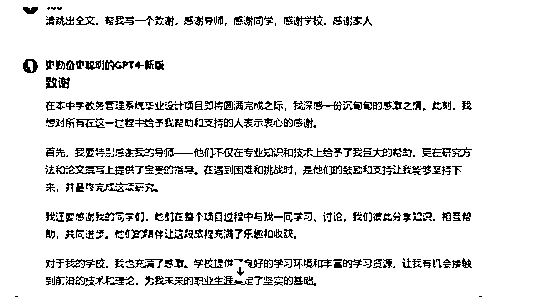 请跳出全文，帮我写一个致谢，感谢导师，感谢同学，感谢学校，感谢家人
更隐含更聪明的GPT4-新版
致谢
在本中学教务管理系统毕业设计项目即将圆满完成之际，我深感一份沉甸甸的感激之情。此刻，我
想对所有在这一过程中给予我帮助和支持的人表示衷心的感谢。
首先，我要特别感谢我的导师——他们不仅在专业知识和技术上给予了我巨大的帮助，更在研究方
法和论文撰写上提供了宝贵的指导。在遇到困难和挑战时，是他们的鼓励和支持让我能够坚持下
来，并最终完成这项研究。
我还要感谢我的同学们，他们在整个项目过程中与我一同学习、讨论，我们彼此分享知识，相互帮
助，共同进步。他们的陪伴让这段旅程充满了乐趣和收获。
对于我的学校，我也充满了感激。学校提供了良好的学习环境和丰富的学习资源，让我有机会接触
到前沿的技术和理论，为我未来的职业生涯奠定了坚实的基础。